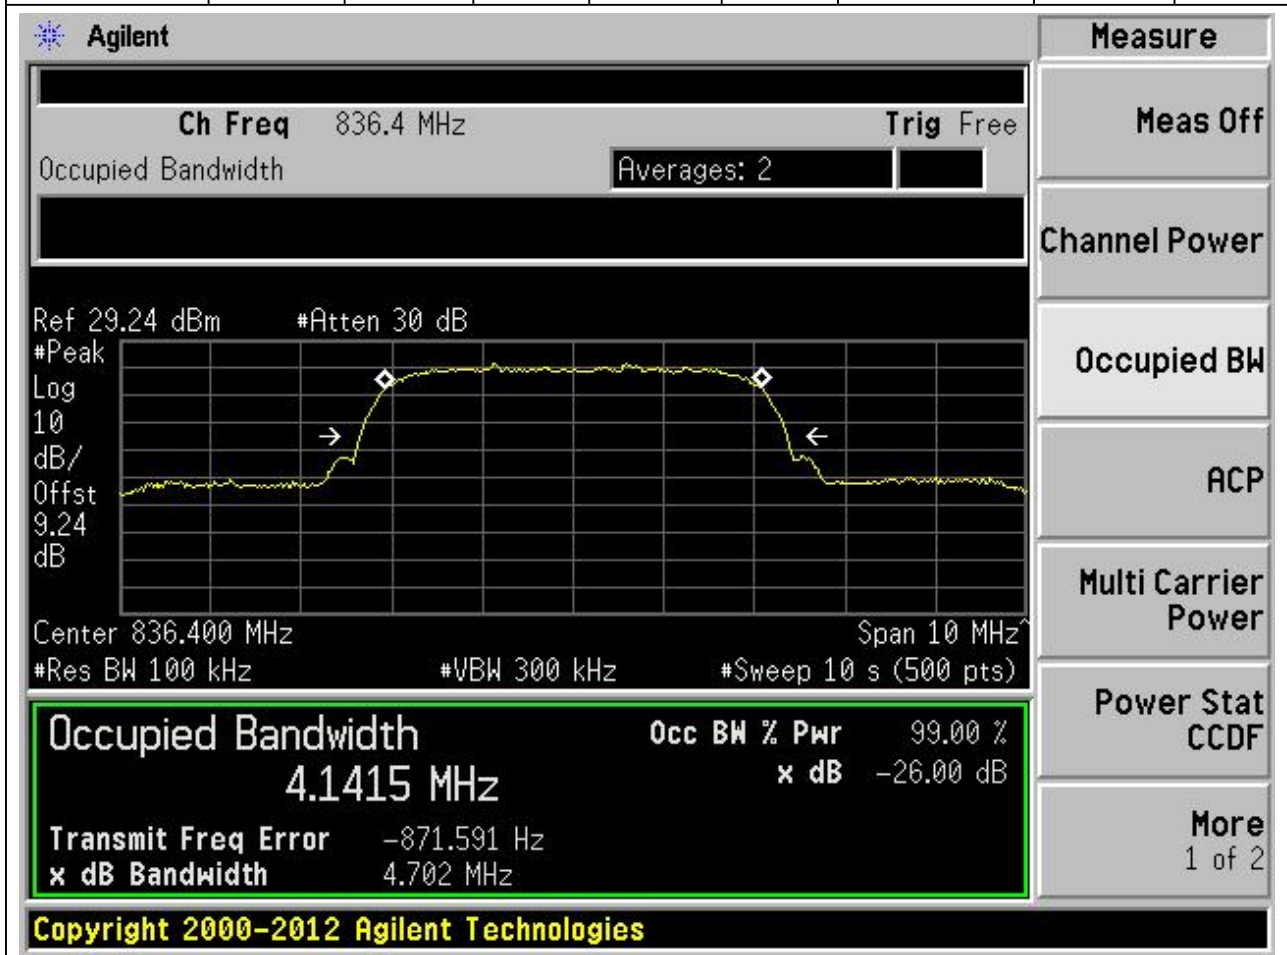 Agilent
Measure
Ch Freq 836.4 MHz Trig Free
Occupied Bandwidth Averages: 2
Meas Off
Channel Power
Occupied BW
ACP
Multi Carrier
Power
Power Stat
CCDF
More
1 of 2
Ref 29.24 dBm #Atten 30 dB
#Peak
Log
10
dB/
Offst
9.24
dB
Center 836.400 MHz Span 10 MHz^
#Res BW 100 kHz #VBW 300 kHz #Sweep 10 s (500 pts)
Occupied Bandwidth Occ BW % Pwr 99.00 %
4.1415 MHz x dB -26.00 dB
Transmit Freq Error -871.591 Hz
x dB Bandwidth 4.702 MHz
Copyright 2000-2012 Agilent Technologies